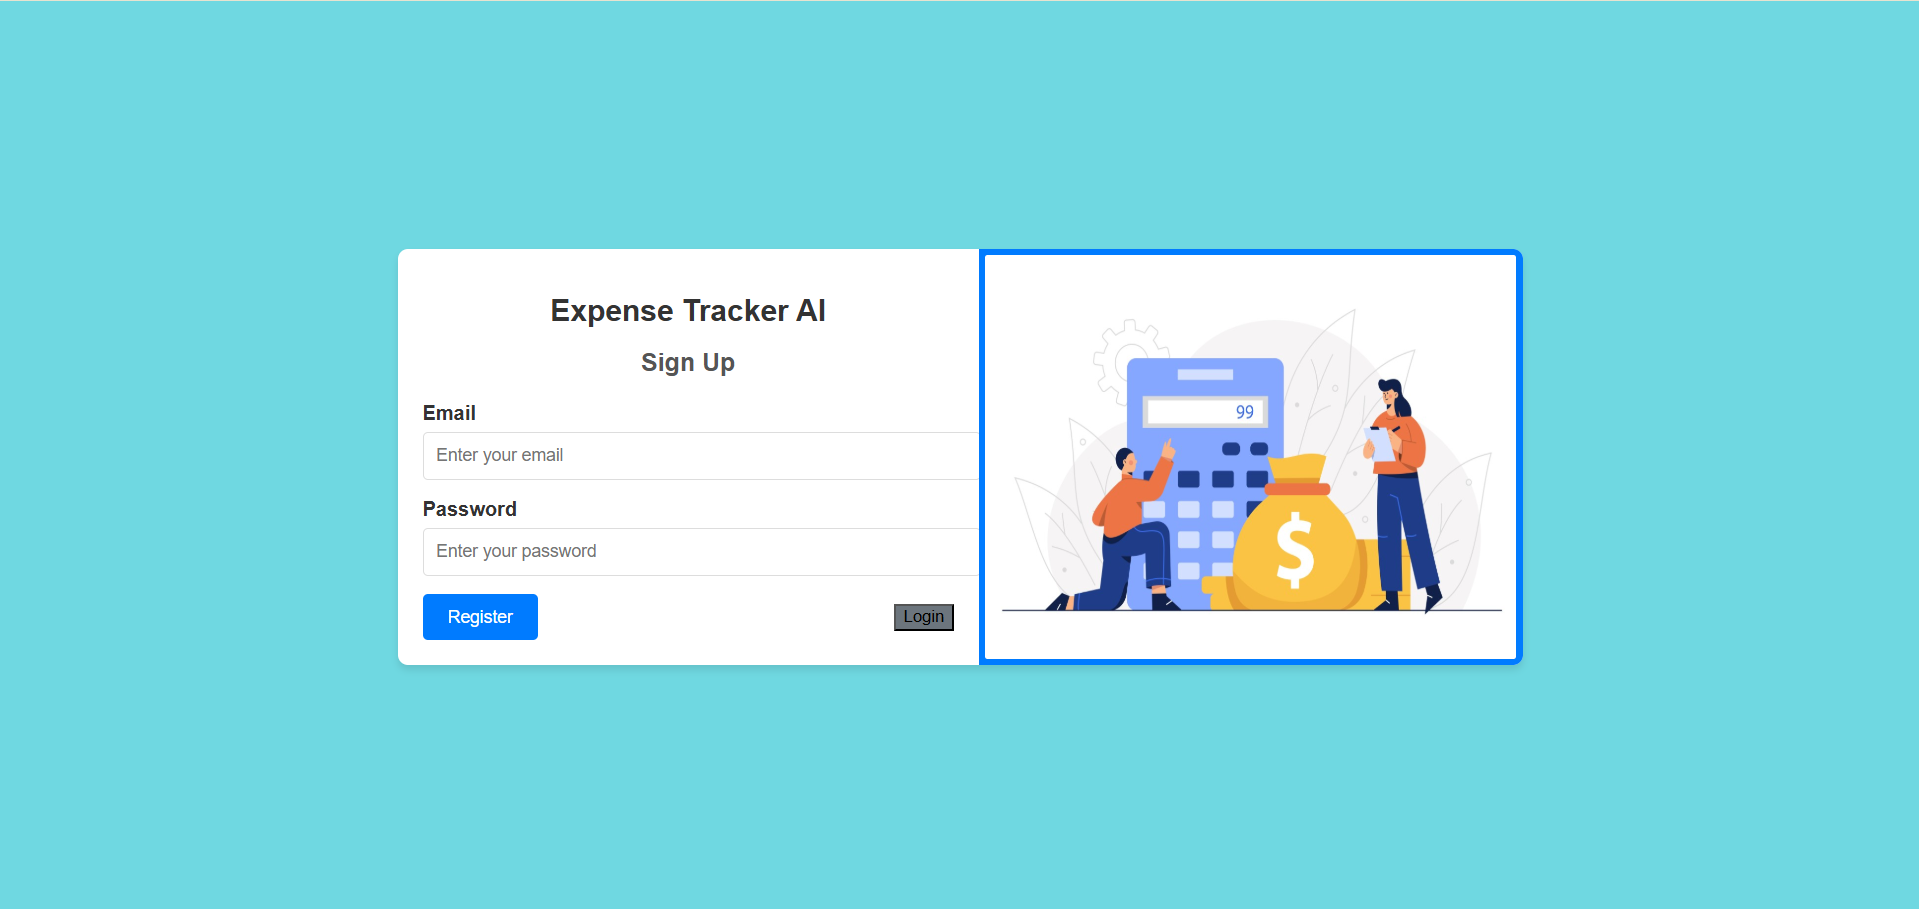 Expense Tracker AI
Sign Up
Email
Enter your email
Password
Enter your password
Register
Login
99
$